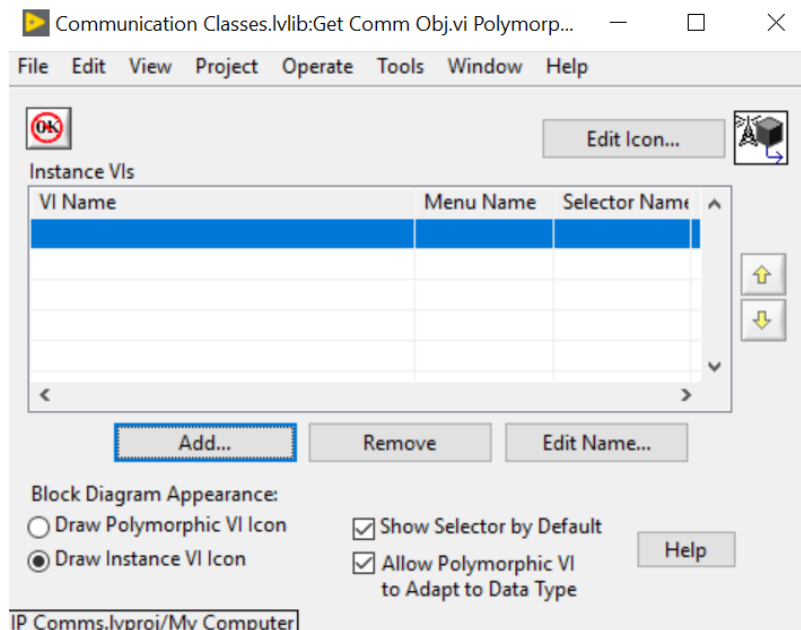 Communication Classes.lvlib:Get Comm Obj.vi Polymorp...
File Edit View Project Operate Tools Window Help
OK
Edit Icon...
Instance VIs
VI Name Menu Name Selector Name
Add... Remove Edit Name...
Block Diagram Appearance:
Draw Polymorphic VI Icon
Draw Instance VI Icon
Show Selector by Default
Allow Polymorphic VI
to Adapt to Data Type
Help
IP Comms.lvproj/My Computer